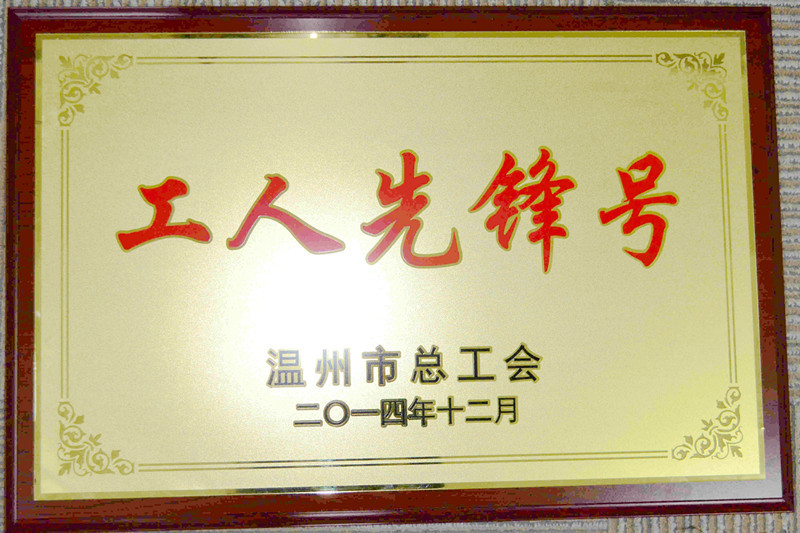 工人先锋号
温州市总工会
二〇一四年十二月